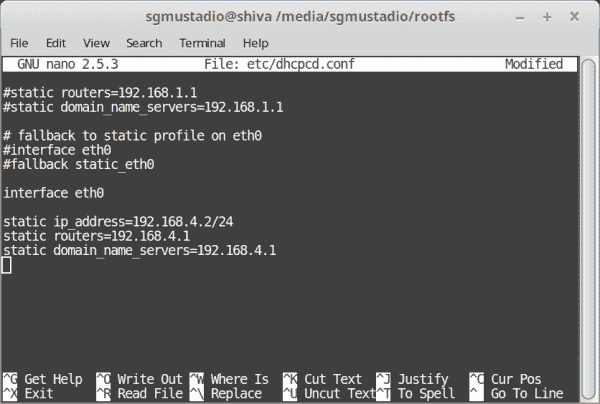 sgmustadio@shiva /media/sgmustadio/rootfs
File Edit View Search Terminal Help
GNU nano 2.5.3 File: etc/dhcpcd.conf Modified
#static routers=192.168.1.1
#static domain_name_servers=192.168.1.1
# fallback to static profile on eth0
#interface eth0
#fallback static_eth0
interface eth0
static ip_address=192.168.4.2/24
static routers=192.168.4.1
static domain_name_servers=192.168.4.1
^G Get Help ^O Write Out ^W Where Is ^K Cut Text ^J Justify ^C Cur Pos
^X Exit ^R Read File ^\ Replace ^U Uncut Text ^T To Spell ^_ Go To Line